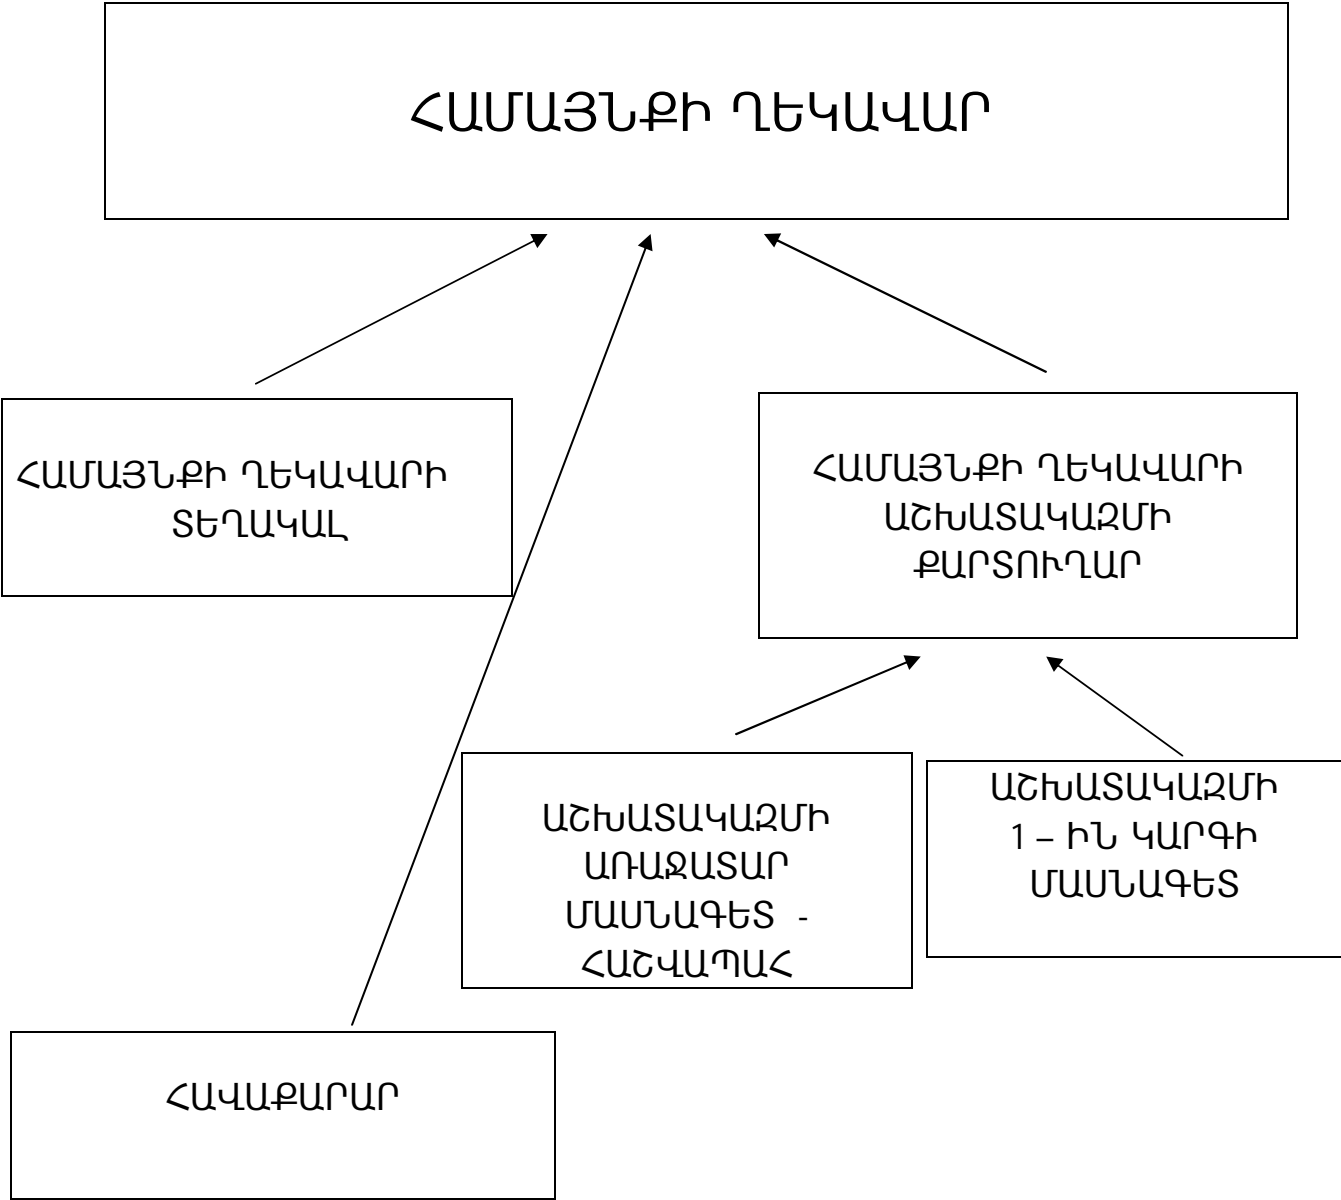 ՀԱՄԱՅՆՔԻ ՂԵԿԱՎԱՐ
ՀԱՄԱՅՆՔԻ ՂԵԿԱՎԱՐԻ
ՏԵՂԱԿԱԼ
ՀԱՄԱՅՆՔԻ ՂԵԿԱՎԱՐԻ
ԱՇԽԱՏԱԿԱԶՄԻ
ՔԱՐՏՈՒՂԱՐ
ԱՇԽԱՏԱԿԱԶՄԻ
ԱՌԱՋԱՏԱՐ
ՄԱՍՆԱԳԵՏ -
ՀԱՇՎԱՊԱՀ
ԱՇԽԱՏԱԿԱԶՄԻ
1 – ԻՆ ԿԱՐԳԻ
ՄԱՍՆԱԳԵՏ
ՀԱՎԱՔԱՐԱՐ